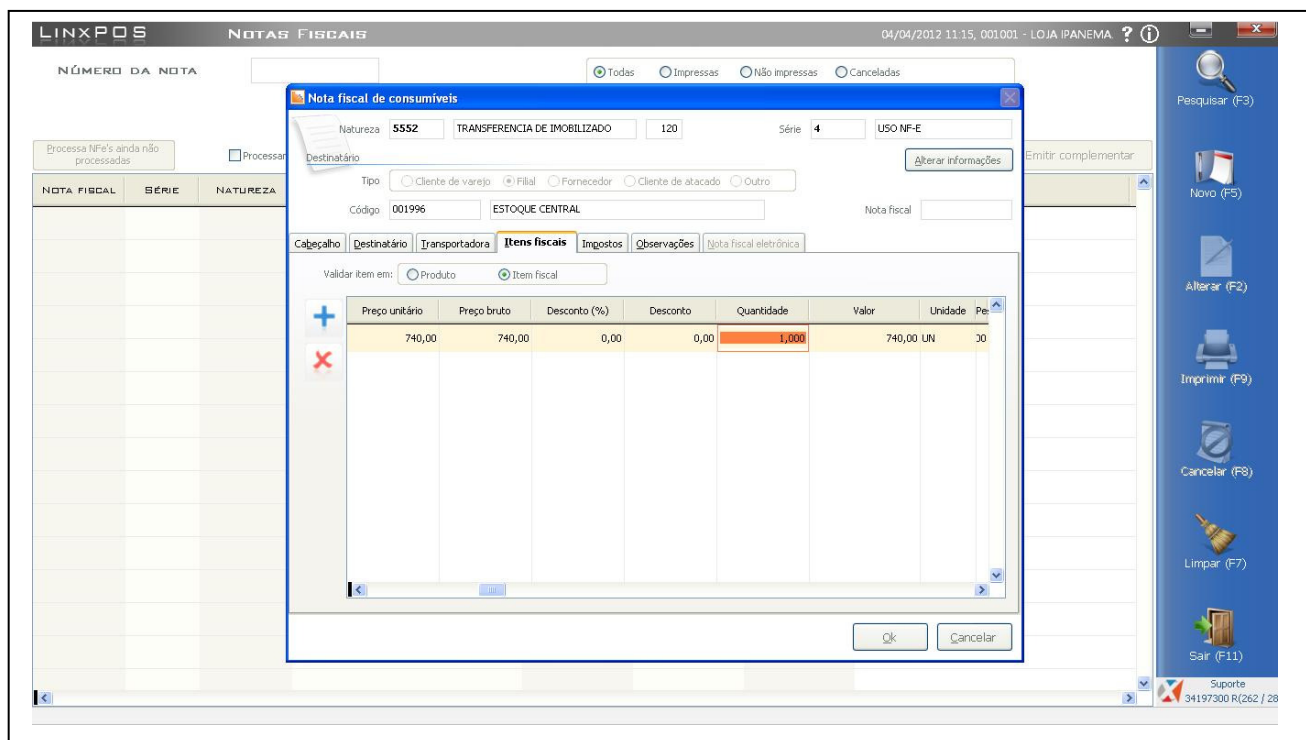 LINXPOS NOTAS FISCAIS 04/04/2012 11:15, 001001 - LOJA IPANEMA. ? i
NÚMERO DA NOTA Todas Impressas Não impressas Canceladas
Pesquisar (F3)
Nota fiscal de consumíveis
Natureza 5552 TRANSFERENCIA DE IMOBILIZADO 120 Série 4 USO NF-E
Processa NFe's ainda não processadas Processar Destinatário Alterar informações Emitir complementar
Tipo Cliente de varejo Filial Fornecedor Cliente de atacado Outro
NOTA FISCAL SÉRIE NATUREZA Novo (F5)
Código 001996 ESTOQUE CENTRAL Nota fiscal
Cabeçalho Destinatário Transportadora Itens fiscais Impostos Observações Nota fiscal eletrônica
Validar item em: Produto Item fiscal
Alterar (F2)
Preço unitário Preço bruto Desconto (%) Desconto Quantidade Valor Unidade Pe
740,00 740,00 0,00 0,00 1,000 740,00 UN 00
Imprimir (F9)
Cancelar (F8)
Limpar (F7)
Ok Cancelar
Sair (F11)
Suporte
34197300 R(262 / 28